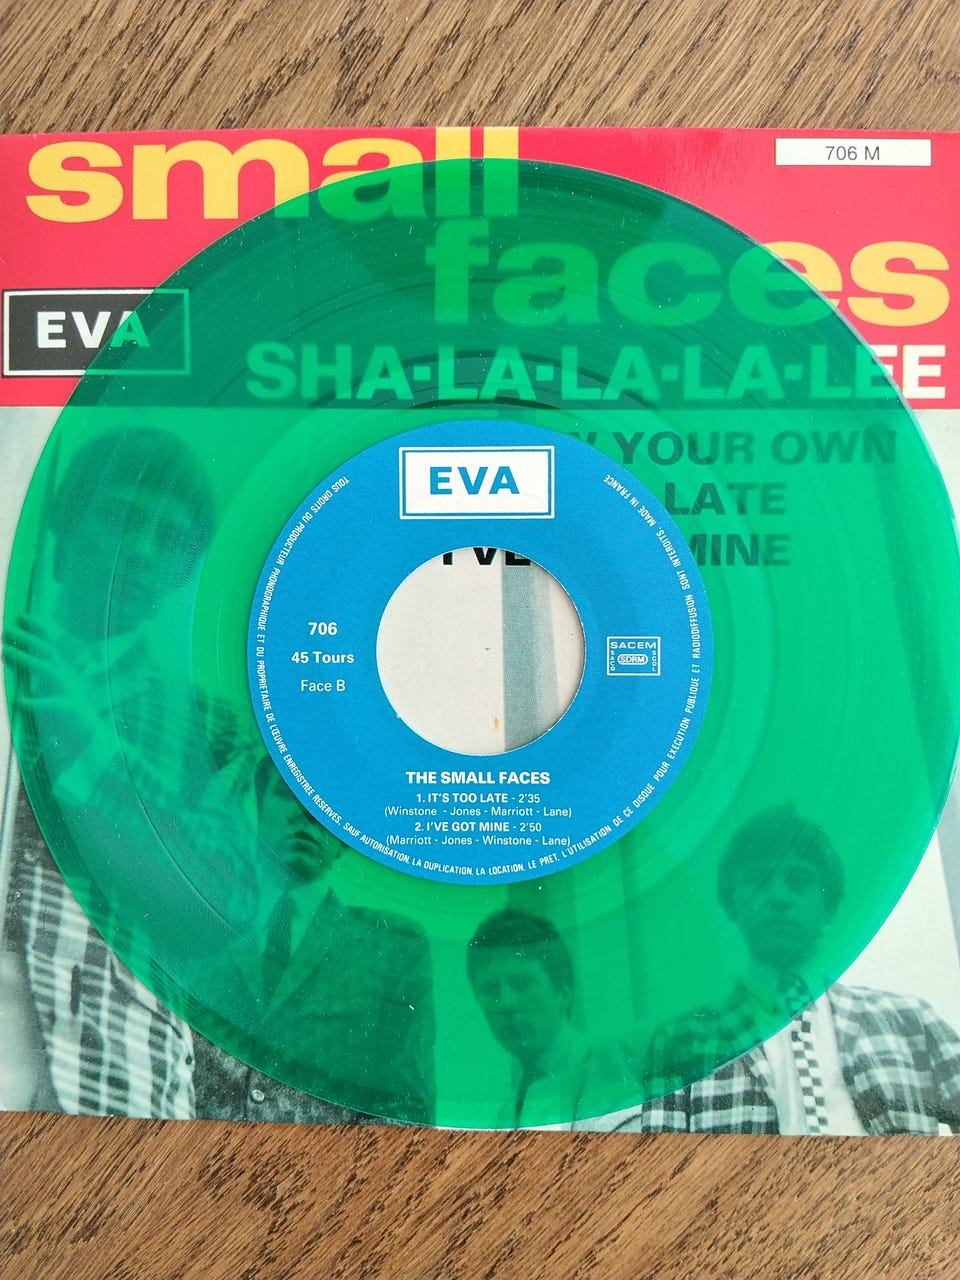 small
706 M
faces
EVA
SHA·LA·LA·LA·LEE
YOUR OWN
LATE
I'VE MINE
EVA
706
45 Tours
Face B
SACEM
SDRM
SACD
SCGL
THE SMALL FACES
1. IT'S TOO LATE - 2'35
(Winstone - Jones - Marriott - Lane)
2. I'VE GOT MINE - 2'50
(Marriott - Jones - Winstone - Lane)
TOUS DROITS DU PRODUCTEUR PHONOGRAPHIQUE ET DU PROPRIETAIRE DE L'ŒUVRE ENREGISTREE RESERVES. SAUF AUTORISATION, LA DUPLICATION, LA LOCATION, LE PRET, L'UTILISATION DE CE DISQUE POUR EXECUTION PUBLIQUE ET RADIODIFFUSION SONT INTERDITS. MADE IN FRANCE